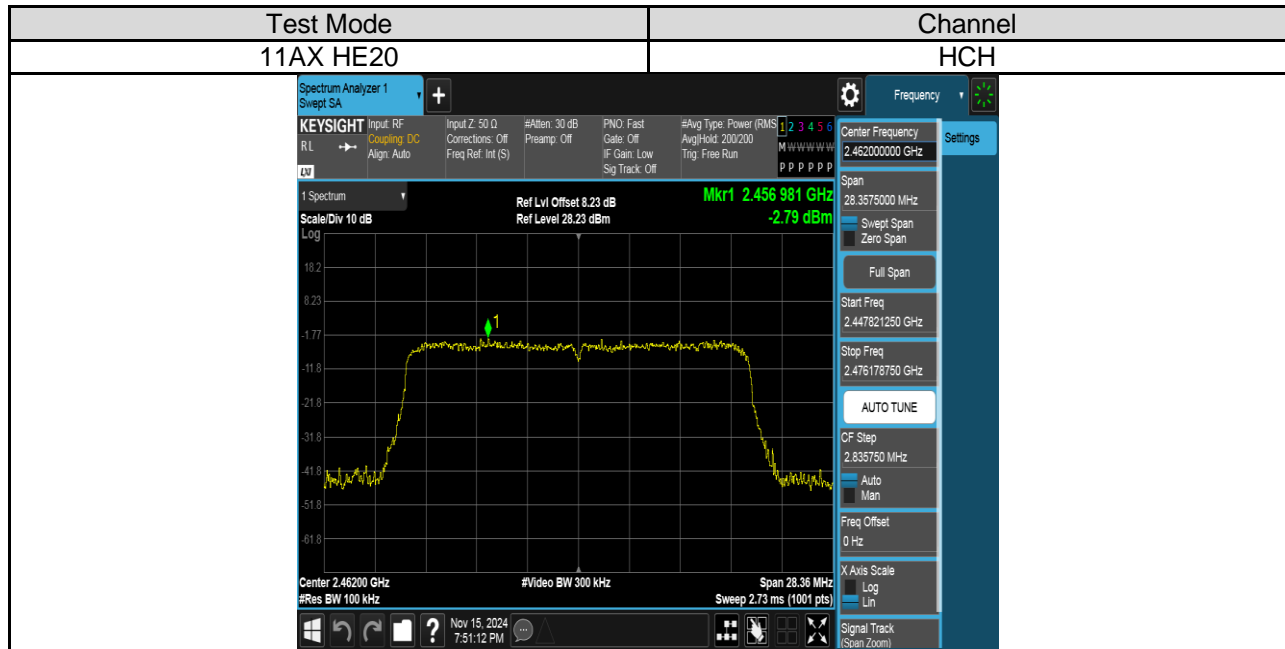 Test Mode Channel
11AX HE20 HCH
Spectrum Analyzer 1
Swept SA
Frequency
KEYSIGHT Input: RF Input Z: 50 Ω #Atten: 30 dB PNO: Fast #Avg Type: Power (RMS 1 2 3 4 5 6
RL Coupling: DC Corrections: Off Preamp: Off Gate: Off Avg|Hold: 200/200 M W W W W W
Align: Auto Freq Ref: Int (S) IF Gain: Low Trig: Free Run
LXI Sig Track: Off P P P P P P
1 Spectrum
Ref Lvl Offset 8.23 dB Mkr1 2.456 981 GHz
Scale/Div 10 dB Ref Level 28.23 dBm -2.79 dBm
Log
18.2
8.23
1
-1.77
-11.8
-21.8
-31.8
-41.8
-51.8
-61.8
Center 2.46200 GHz #Video BW 300 kHz Span 28.36 MHz
#Res BW 100 kHz Sweep 2.73 ms (1001 pts)
Center Frequency
2.462000000 GHz
Settings
Span
28.3575000 MHz
Swept Span
Zero Span
Full Span
Start Freq
2.447821250 GHz
Stop Freq
2.476178750 GHz
AUTO TUNE
CF Step
2.835750 MHz
Auto
Man
Freq Offset
0 Hz
X Axis Scale
Log
Lin
Signal Track
(Span Zoom)
? Nov 15, 2024
7:51:12 PM